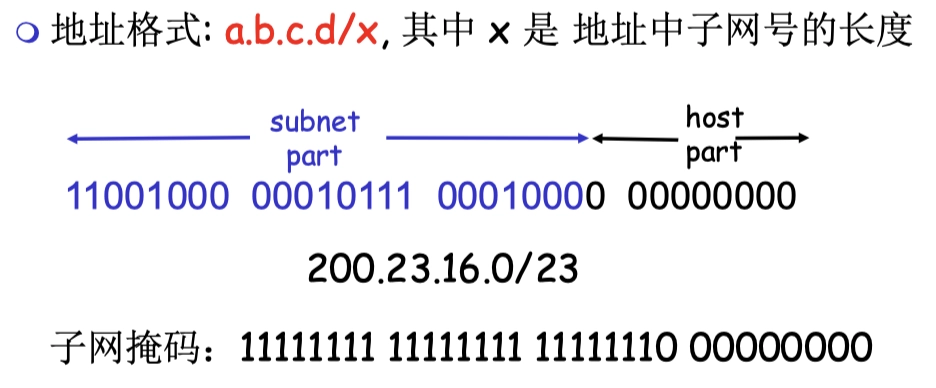 地址格式: a.b.c.d/x, 其中 x 是 地址中子网号的长度
subnet part
host part
11001000 00010111 00010000 00000000
200.23.16.0/23
子网掩码：11111111 11111111 11111110 00000000